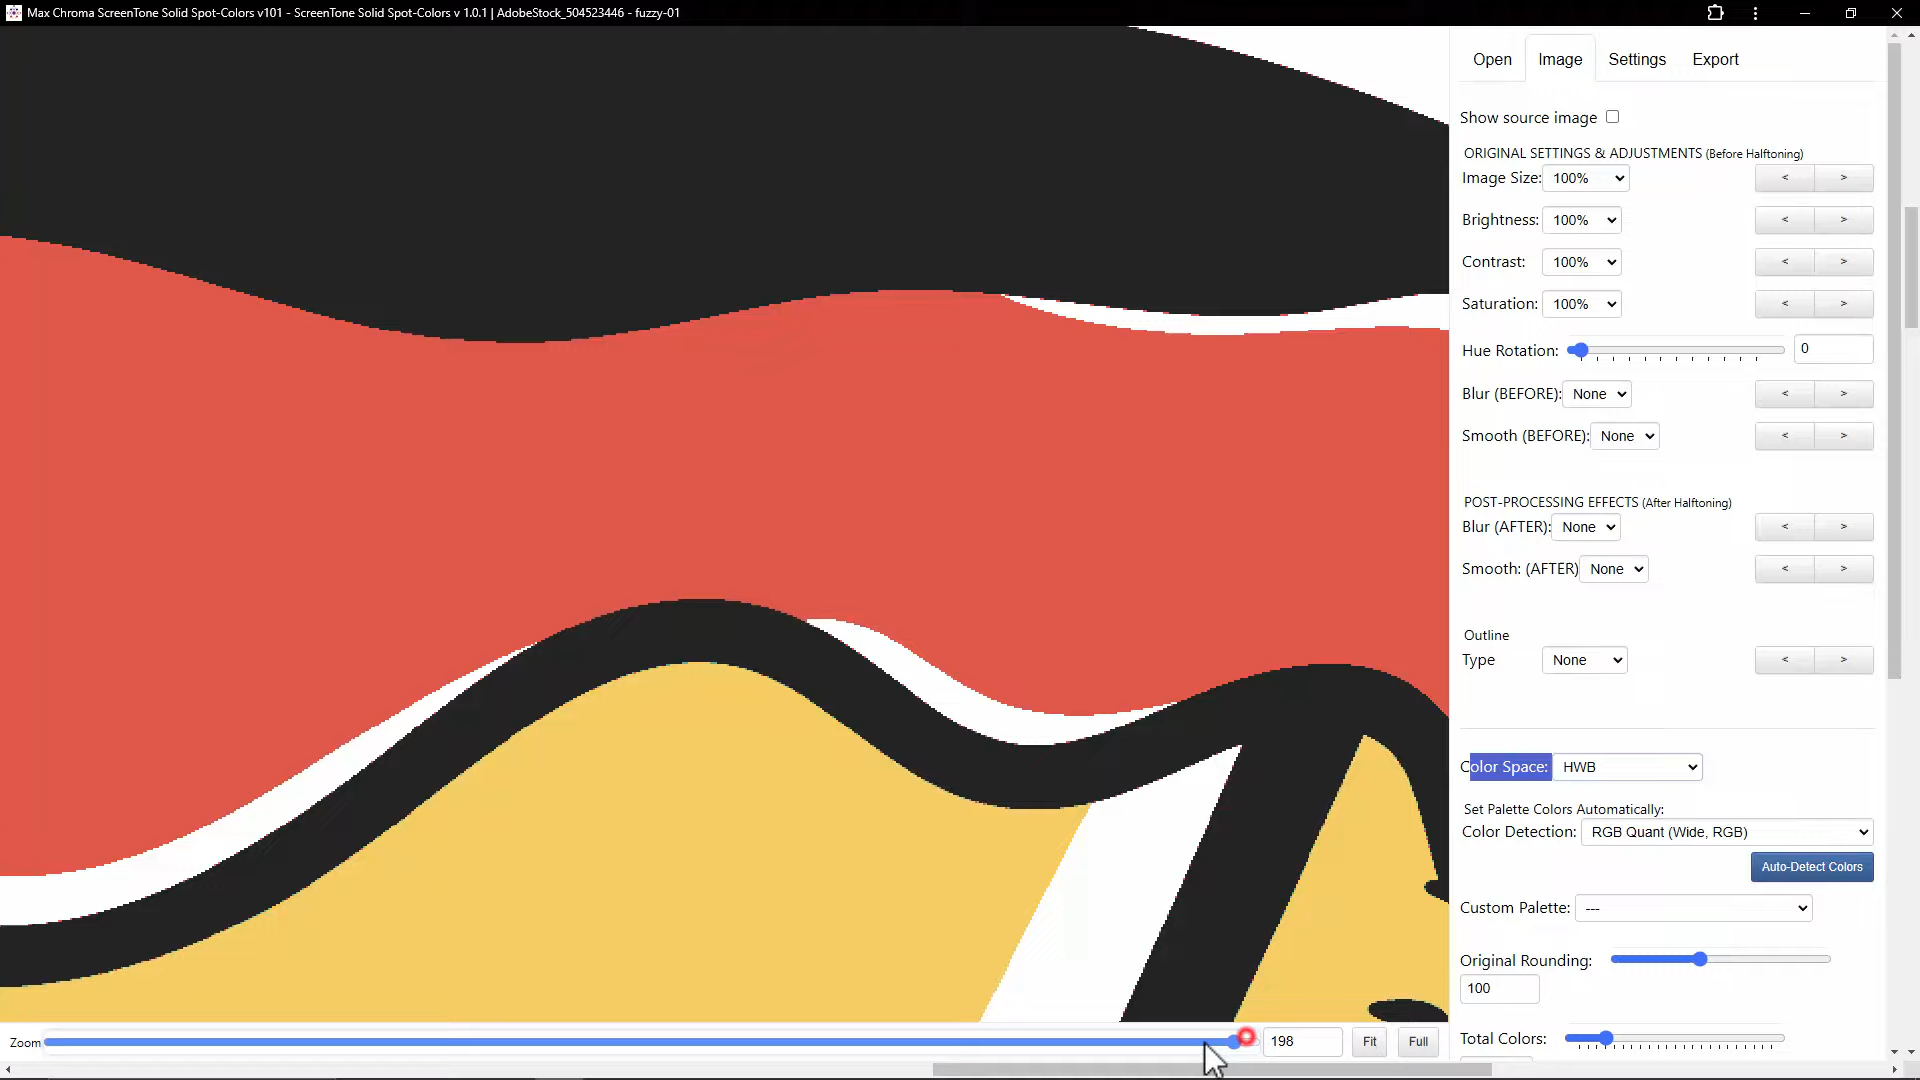 Max Chroma ScreenTone Solid Spot-Colors v101 - ScreenTone Solid Spot-Colors v 1.0.1 | AdobeStock_504523446 - fuzzy-01
Open Image Settings Export
Show source image
ORIGINAL SETTINGS & ADJUSTMENTS (Before Halftoning)
Image Size: 100% < >
Brightness: 100% < >
Contrast: 100% < >
Saturation: 100% < >
Hue Rotation: 0
Blur (BEFORE): None < >
Smooth (BEFORE): None < >
POST-PROCESSING EFFECTS (After Halftoning)
Blur (AFTER): None < >
Smooth: (AFTER) None < >
Outline
Type None < >
Color Space: HWB
Set Palette Colors Automatically:
Color Detection: RGB Quant (Wide, RGB)
Auto-Detect Colors
Custom Palette: ---
Original Rounding:
100
Total Colors:
Zoom 198 Fit Full